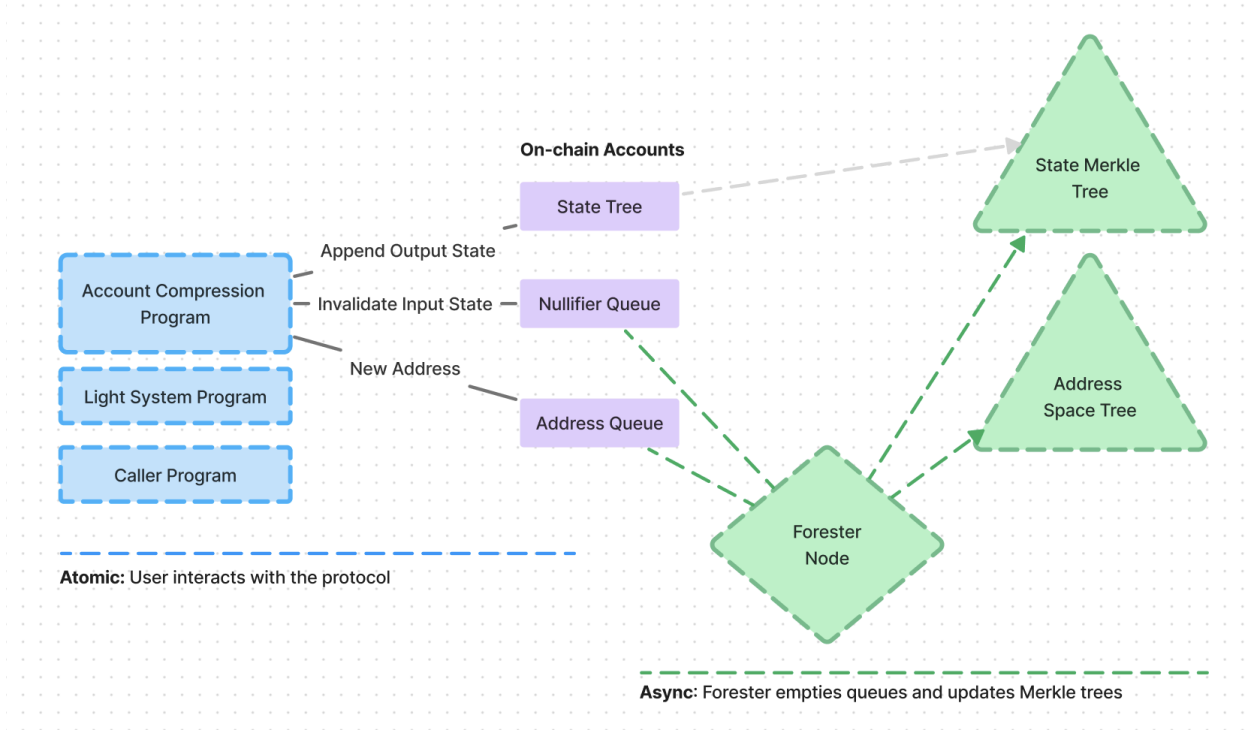 On-chain Accounts
State Tree
State Merkle
Tree
Append Output State
Account Compression
Program
Invalidate Input State
Nullifier Queue
New Address
Address
Space Tree
Light System Program
Address Queue
Caller Program
Forester
Node
Atomic: User interacts with the protocol
Async: Forester empties queues and updates Merkle trees